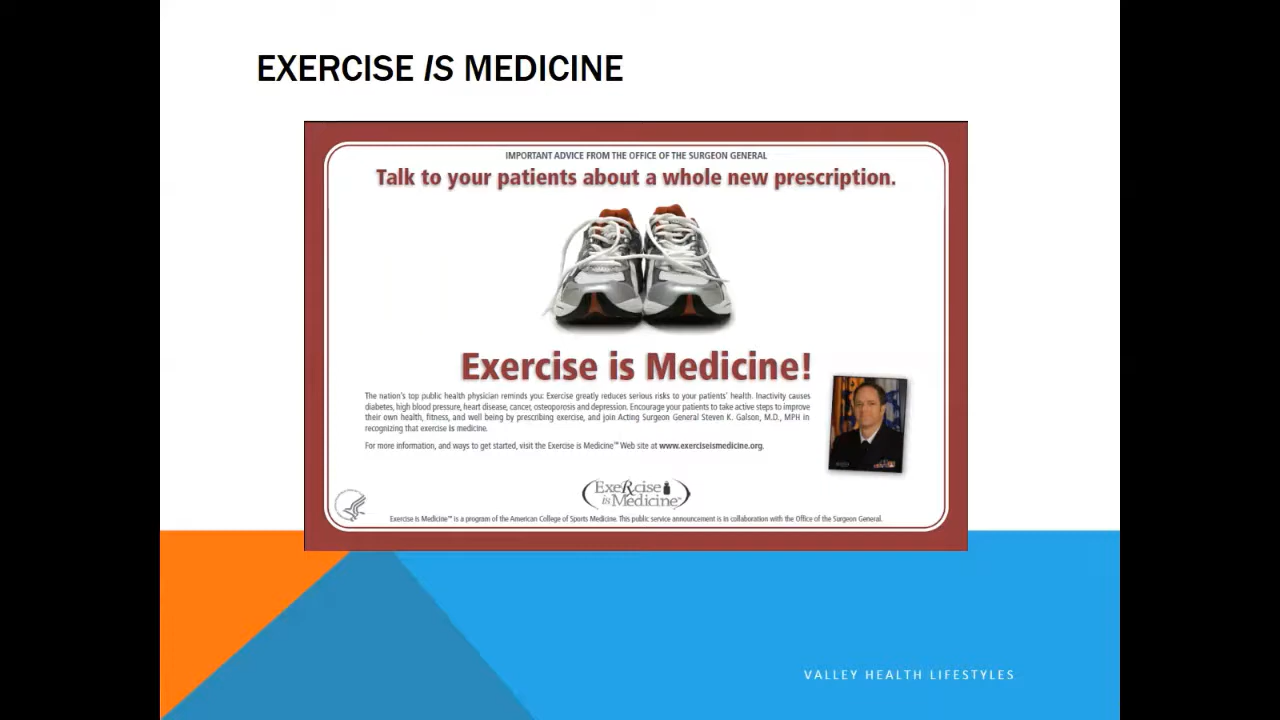 EXERCISE IS MEDICINE
IMPORTANT ADVICE FROM THE OFFICE OF THE SURGEON GENERAL
Talk to your patients about a whole new prescription.
Exercise is Medicine!
The nation's top public health physician reminds you: Exercise greatly reduces serious risks to your patients' health. Inactivity causes
diabetes, high blood pressure, heart disease, cancer, osteoporosis and depression. Encourage your patients to take active steps to improve
their own health, fitness, and well being by prescribing exercise, and join Acting Surgeon General Steven K. Galson, M.D., MPH in
recognizing that exercise is medicine.
For more information, and ways to get started, visit the Exercise is Medicine™ Web site at www.exerciseismedicine.org.
ExeRcise
is Medicine™
Exercise is Medicine™ is a program of the American College of Sports Medicine. This public service announcement is in collaboration with the Office of the Surgeon General.
VALLEY HEALTH LIFESTYLES